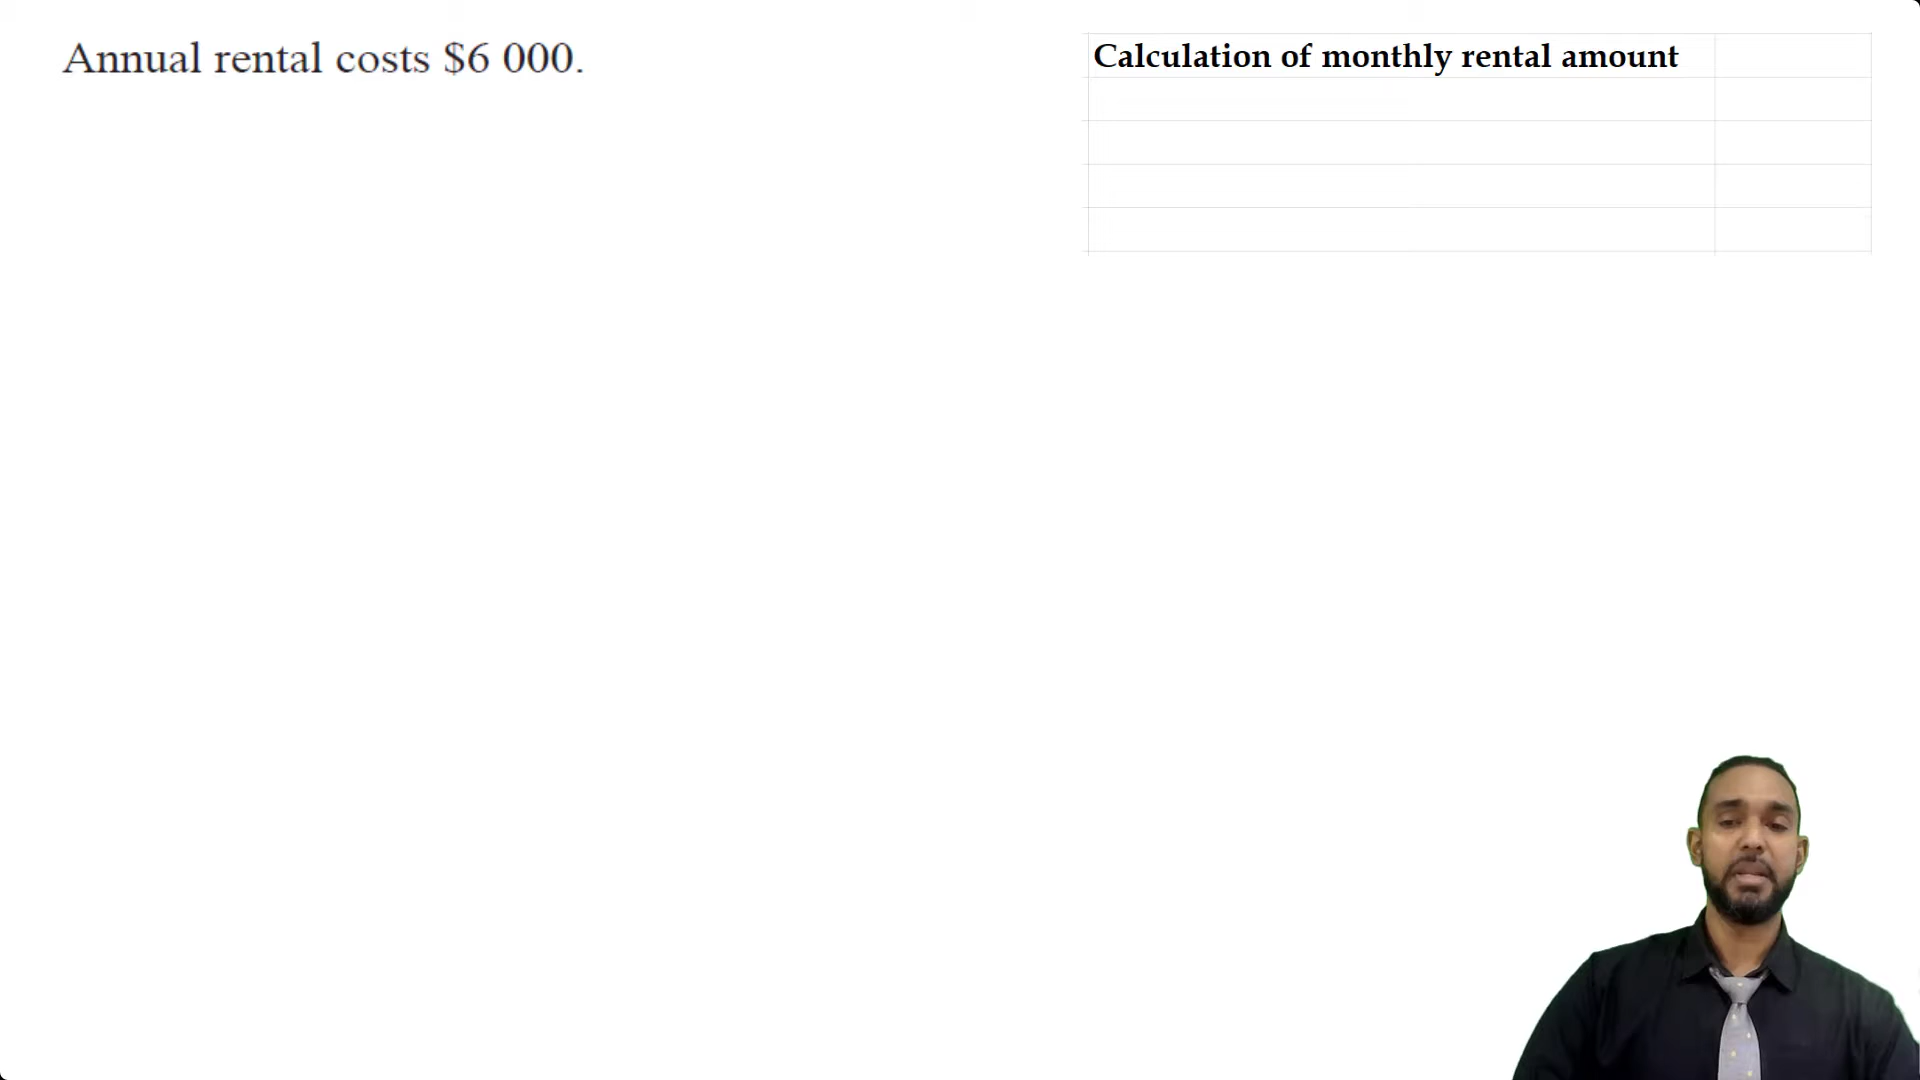 Annual rental costs $6 000.
Calculation of monthly rental amount